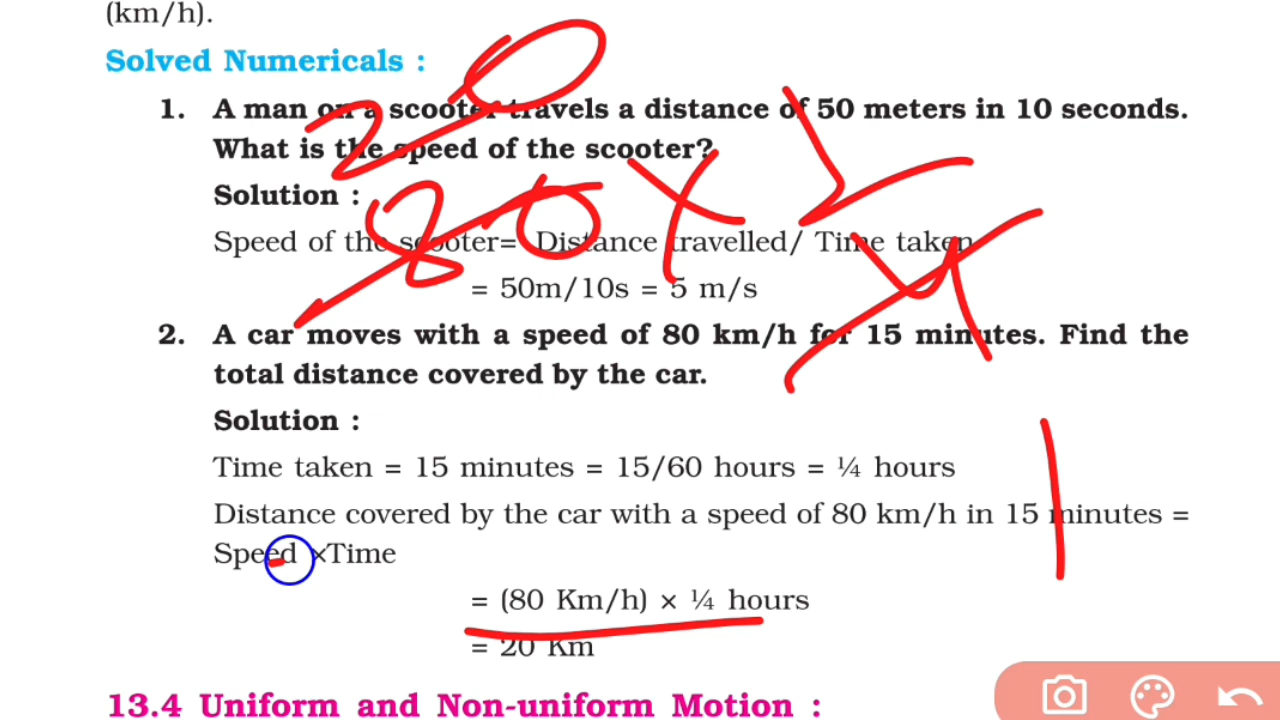 (km/h).
Solved Numericals :
1. A man on a scooter travels a distance of 50 meters in 10 seconds.
What is the speed of the scooter?
Solution :
Speed of the scooter= Distance travelled/ Time taken
= 50m/10s = 5 m/s
2. A car moves with a speed of 80 km/h for 15 minutes. Find the
total distance covered by the car.
Solution :
Time taken = 15 minutes = 15/60 hours = ¼ hours
Distance covered by the car with a speed of 80 km/h in 15 minutes =
Speed ×Time
= (80 Km/h) × ¼ hours
= 20 Km
13.4 Uniform and Non-uniform Motion :
20
80 x 1
4